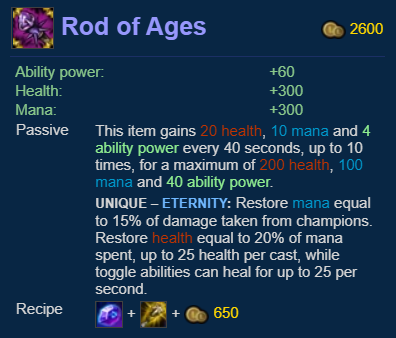 Rod of Ages
2600
Ability power: +60
Health: +300
Mana: +300
Passive
This item gains 20 health, 10 mana and 4
ability power every 40 seconds, up to 10
times, for a maximum of 200 health, 100
mana and 40 ability power.
UNIQUE – ETERNITY: Restore mana equal
to 15% of damage taken from champions.
Restore health equal to 20% of mana
spent, up to 25 health per cast, while
toggle abilities can heal for up to 25 per
second.
Recipe + + 650